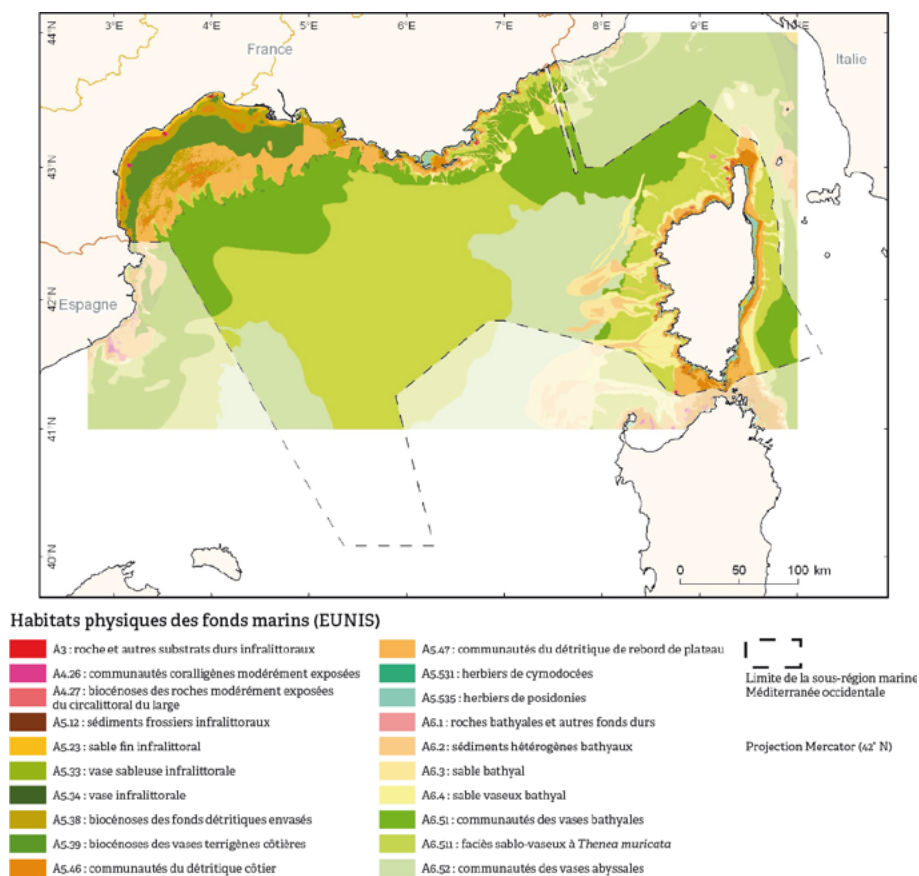 3°E 4°E 5°E 6°E 7°E 8°E 9°E 10°E
44°N
France
Italie
43°N
42°N
Espagne
41°N
40°N
0 50 100 km
Habitats physiques des fonds marins (EUNIS)
A3 : roche et autres substrats durs infralittoraux
A4.26 : communautés coralligènes modérément exposées
A4.27 : biocénoses des roches modérément exposées
du circalittoral du large
A5.12 : sédiments frossiers infralittoraux
A5.23 : sable fin infralittoral
A5.33 : vase sableuse infralittorale
A5.34 : vase infralittorale
A5.38 : biocénoses des fonds détritiques envasés
A5.39 : biocénoses des vases terrigènes côtières
A5.46 : communautés du détritique côtier
A5.47 : communautés du détritique de rebord de plateau
A5.531 : herbiers de cymodocées
A5.535 : herbiers de posidonies
A6.1 : roches bathyales et autres fonds durs
A6.2 : sédiments hétérogènes bathyaux
A6.3 : sable bathyal
A6.4 : sable vaseux bathyal
A6.51 : communautés des vases bathyales
A6.511 : faciès sablo-vaseux à Thenea muricata
A6.52 : communautés des vases abyssales
Limite de la sous-région marine
Méditerranée occidentale
Projection Mercator (42° N)